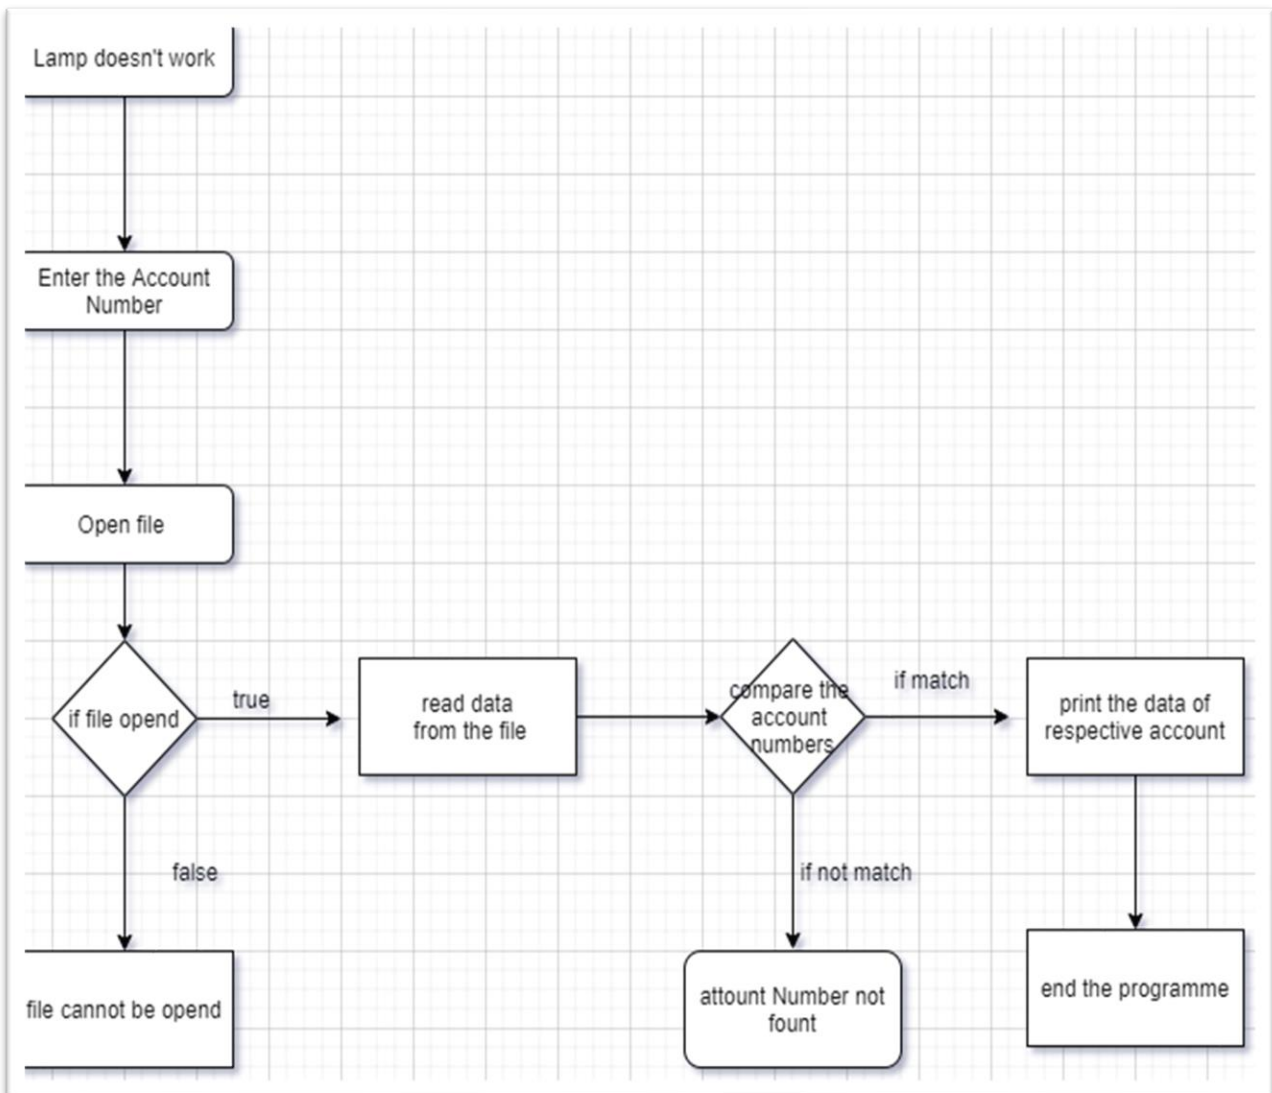 Lamp doesn't work
Enter the Account
Number
Open file
if file opend
true
read data
from the file
compare the
account
numbers
if match
print the data of
respective account
false
if not match
file cannot be opend
attount Number not
fount
end the programme